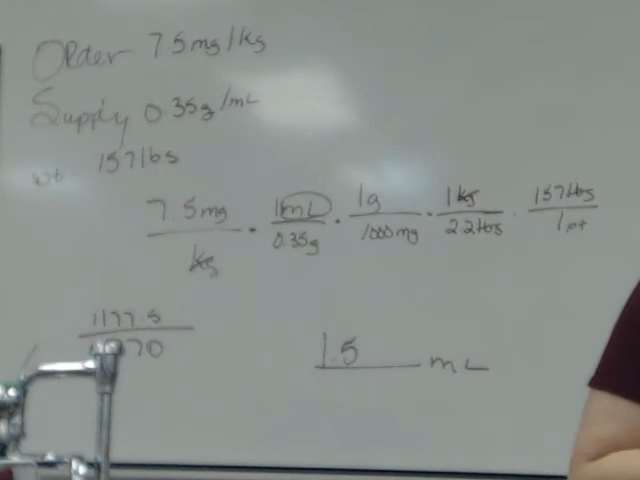 Order 7.5mg/kg
Supply 0.35g/mL
wt 157lbs
7.5mg/kg · 1mL/0.35g · 1g/1000mg · 1kg/2.2lbs · 157lbs/1pt
1177.5
1.5 mL